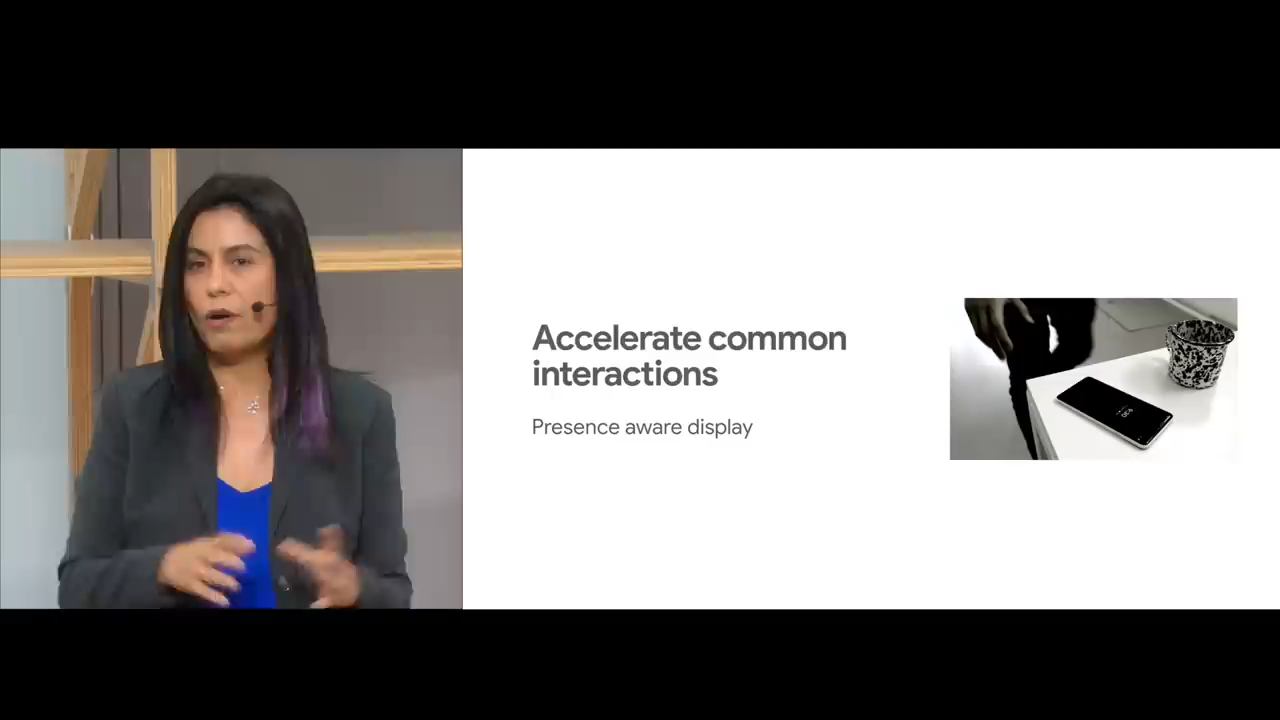 Accelerate common
interactions
Presence aware display